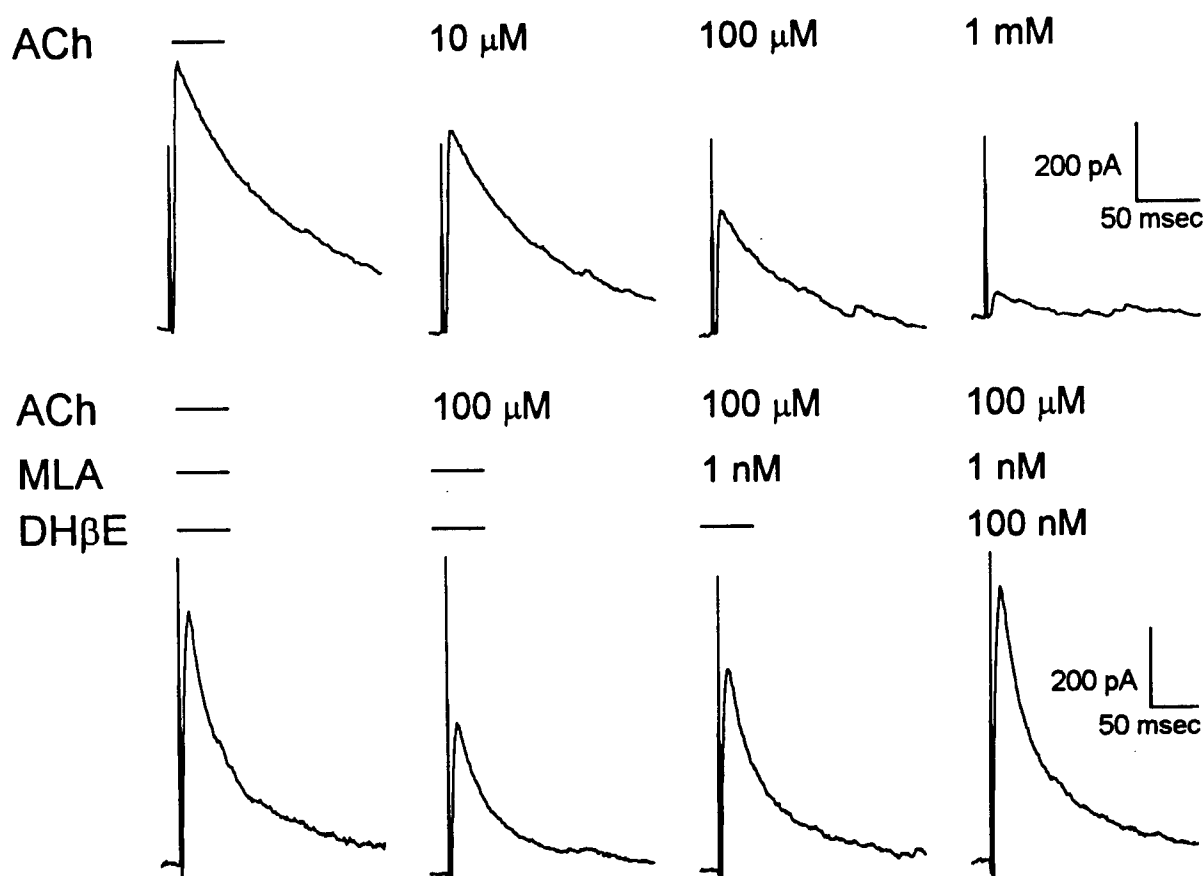 ACh — 10 μM 100 μM 1 mM
200 pA
50 msec
ACh — 100 μM 100 μM 100 μM
MLA — — 1 nM 1 nM
DHβE — — — 100 nM
200 pA
50 msec